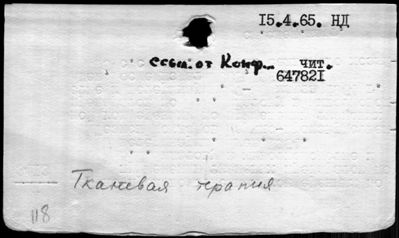 15.4.65. НД
ссыл. от Конф.
чит.
647821
Тканевая терапия
118